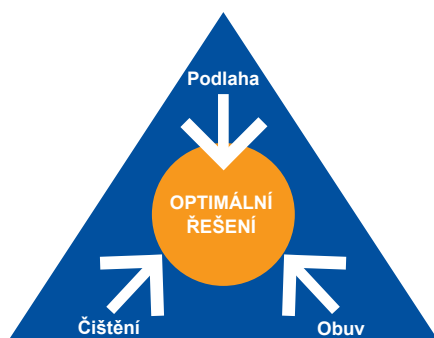 Podlaha
OPTIMÁLNÍ
ŘEŠENÍ
Čištění
Obuv